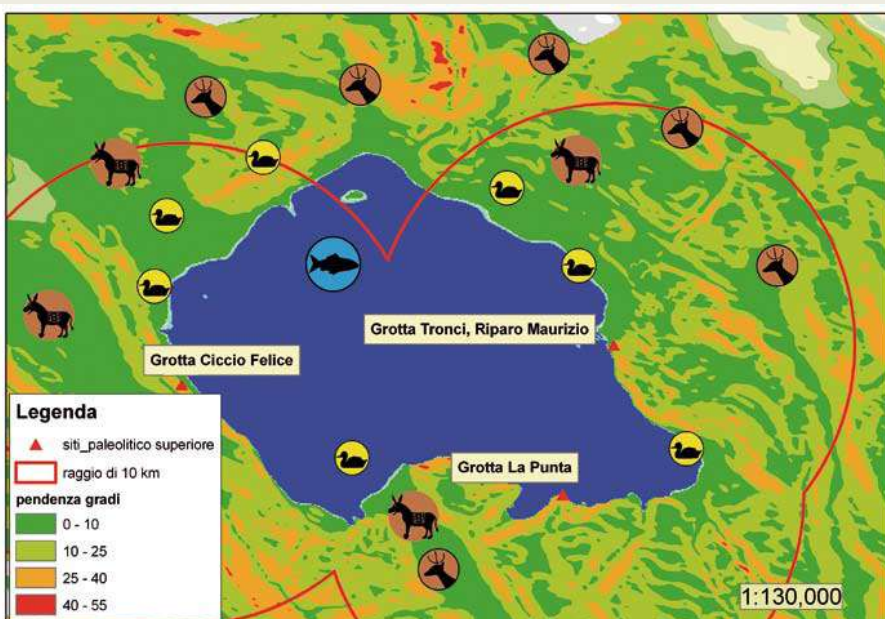 Grotta Tronci, Riparo Maurizio
Grotta Ciccio Felice
Grotta La Punta
Legenda
siti_paleolitico superiore
raggio di 10 km
pendenza gradi
0 - 10
10 - 25
25 - 40
40 - 55
1:130,000